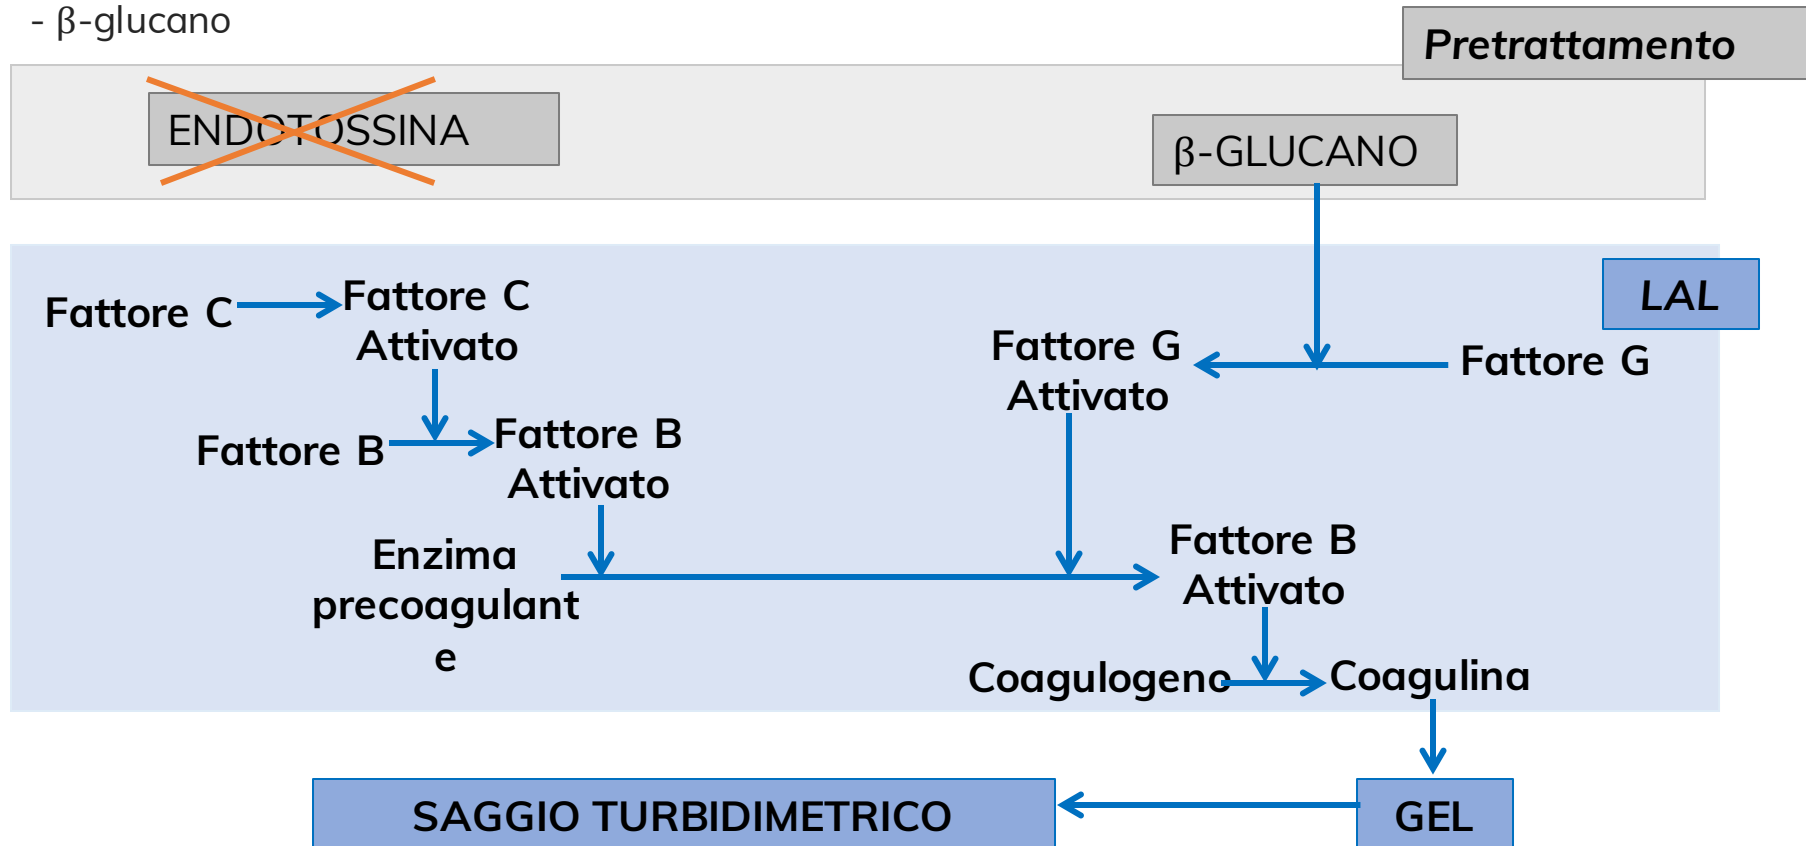 - β-glucano
Pretrattamento
ENDOTOSSINA
β-GLUCANO
LAL
Fattore C
Fattore C
Attivato
Fattore G
Attivato
Fattore G
Fattore B
Fattore B
Attivato
Enzima
precoagulant
e
Fattore B
Attivato
Coagulogeno
Coagulina
SAGGIO TURBIDIMETRICO
GEL